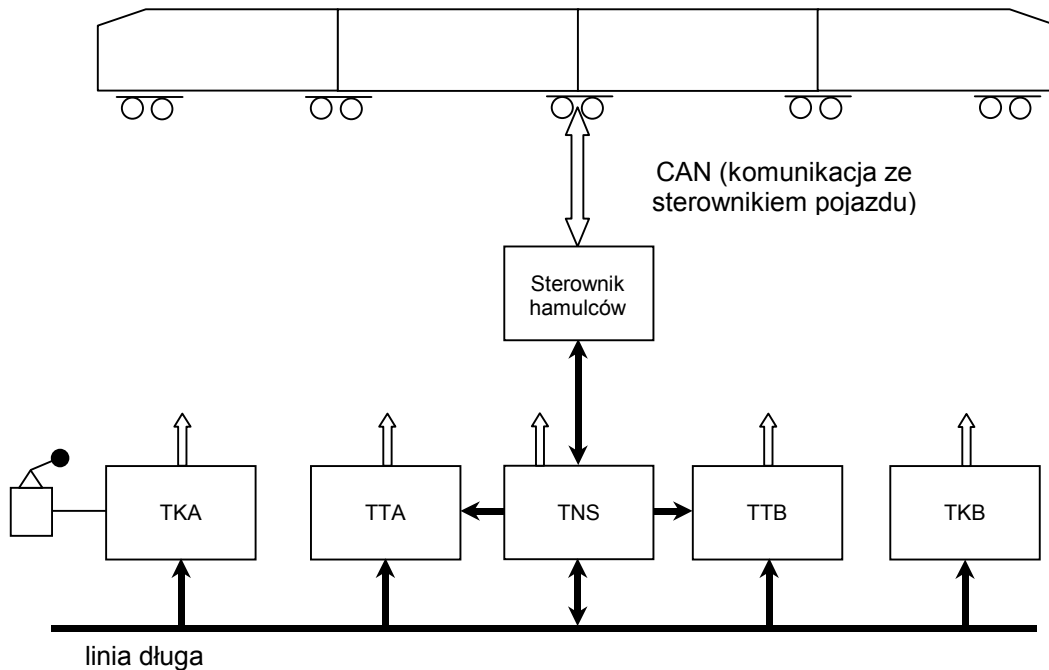 CAN (komunikacja ze
sterownikiem pojazdu)
Sterownik
hamulców
TKA
TTA
TNS
TTB
TKB
linia długa